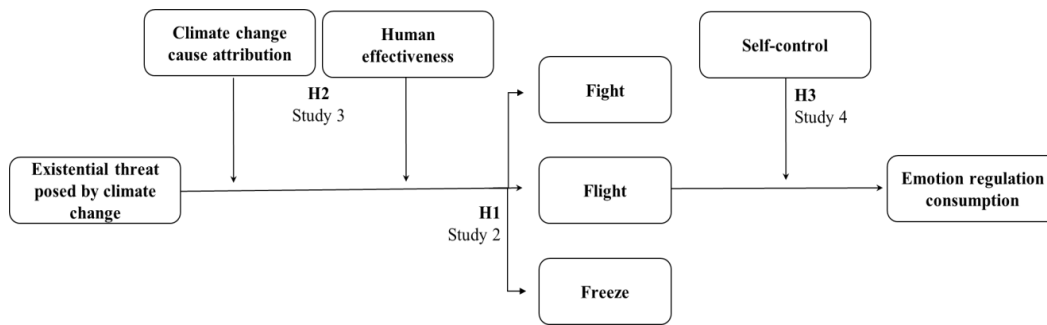 Climate change
cause attribution
Human
effectiveness
Self-control
H2
Study 3
Fight
H3
Study 4
Existential threat
posed by climate
change
Flight
Emotion regulation
consumption
H1
Study 2
Freeze